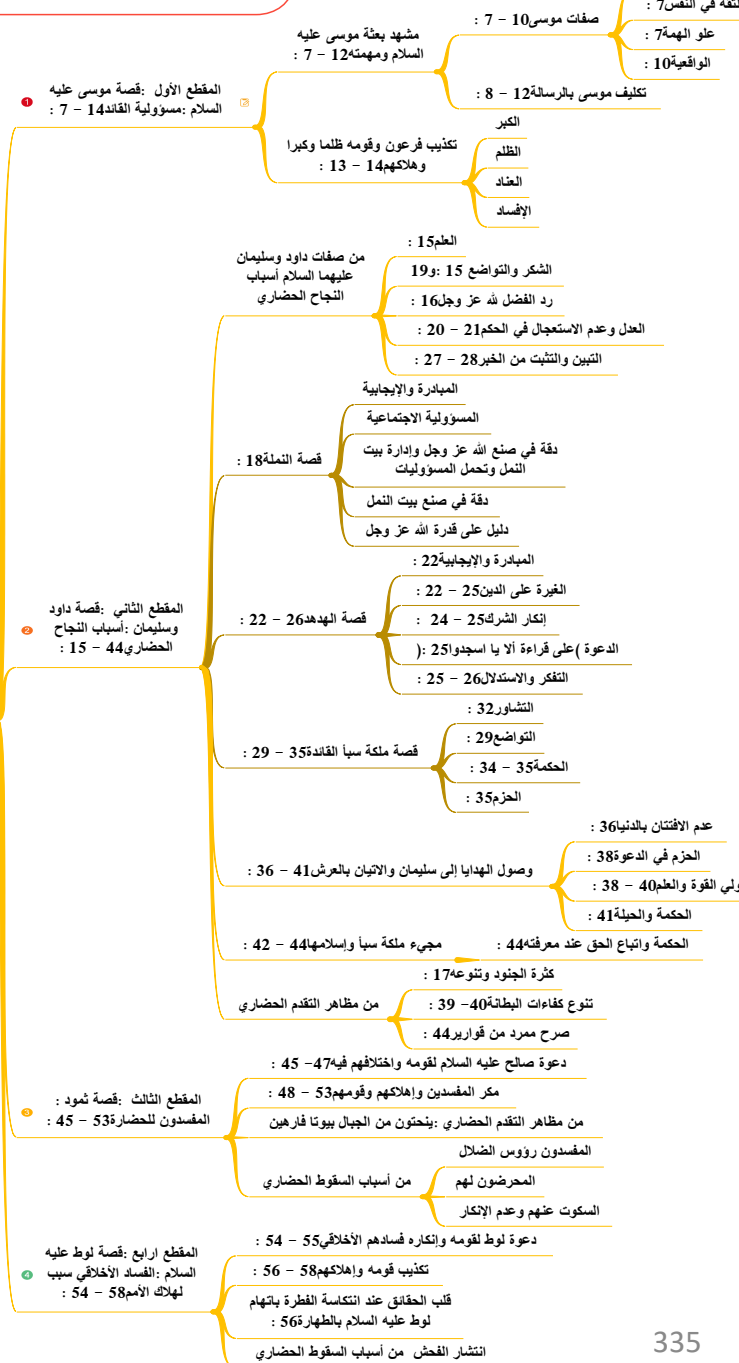 المقطع الأول :قصة موسى عليه
السلام :مسؤولية القائد14 – 7 :
مشهد بعثة موسى عليه
السلام ومهمته12 – 7 :
صفات موسى10 – 7 :
في النفس7 :
علو الهمة7 :
الواقعية10 :
تكليف موسى بالرسالة12 – 8 :
تكذيب فرعون وقومه ظلما وكبرا
وهلاكهم14 – 13 :
الكبر
الظلم
العناد
الإفساد
المقطع الثاني :قصة داود
وسليمان :أسباب النجاح
الحضاري44 – 15 :
من صفات داود وسليمان
عليهما السلام أسباب
النجاح الحضاري
العلم15 :
الشكر والتواضع 15 :و19
رد الفضل لله عز وجل16 :
العدل وعدم الاستعجال في الحكم21 – 20 :
التبين والتثبت من الخبر28 – 27 :
قصة النملة18 :
المبادرة والإيجابية
المسؤولية الاجتماعية
دقة في صنع الله عز وجل وإدارة بيت
النمل وتحمل المسؤوليات
دقة في صنع بيت النمل
دليل على قدرة الله عز وجل
قصة الهدهد26 – 22 :
المبادرة والإيجابية22 :
الغيرة على الدين25 – 22 :
إنكار الشرك25 – 24 :
الدعوة )على قراءة ألا يا اسجدوا25 :(
التفكر والاستدلال26 – 25 :
قصة ملكة سبأ القائدة35 – 29 :
التشاور32 :
التواضع29 :
الحكمة35 – 34 :
الحزم35 :
وصول الهدايا إلى سليمان والاتيان بالعرش41 – 36 :
عدم الافتتان بالدنيا36 :
الحزم في الدعوة38 :
القوة والعلم40 – 38 :
الحكمة والحيلة41 :
مجيء ملكة سبأ وإسلامها44 – 42 :
الحكمة واتباع الحق عند معرفته44 :
من مظاهر التقدم الحضاري
كثرة الجنود وتنوعه17 :
تنوع كفاءات البطانة40– 39 :
صرح ممرد من قوارير44 :
المقطع الثالث :قصة ثمود :
المفسدون للحضارة53 – 45 :
دعوة صالح عليه السلام لقومه واختلافهم فيه47– 45 :
مكر المفسدين وإهلاكهم وقومهم53 – 48 :
من مظاهر التقدم الحضاري :ينحتون من الجبال بيوتا فارهين
من أسباب السقوط الحضاري
المفسدون رؤوس الضلال
المحرضون لهم
السكوت عنهم وعدم الإنكار
المقطع ارابع :قصة لوط عليه
السلام :الفساد الأخلاقي سبب
لهلاك الأمم58 – 54 :
دعوة لوط لقومه وإنكاره فسادهم الأخلاقي55 – 54 :
تكذيب قومه وإهلاكهم58 – 56 :
قلب الحقائق عند انتكاسة الفطرة باتهام
لوط عليه السلام بالطهارة56 :
انتشار الفحش من أسباب السقوط الحضاري
335